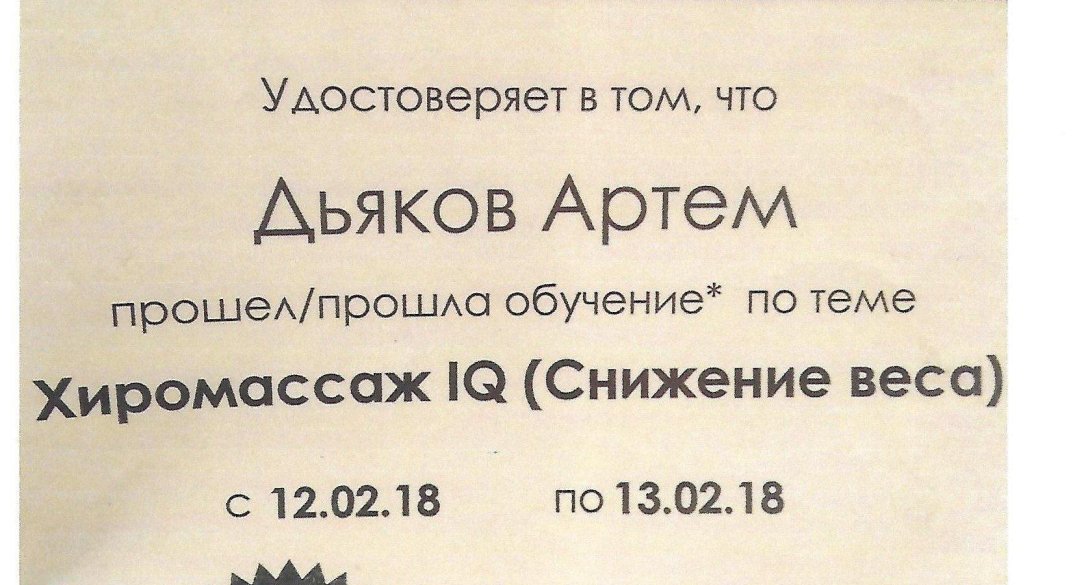 Удостоверяет в том, что
Дьяков Артем
прошел/прошла обучение* по теме
Хиромассаж IQ (Снижение веса)
с 12.02.18 по 13.02.18